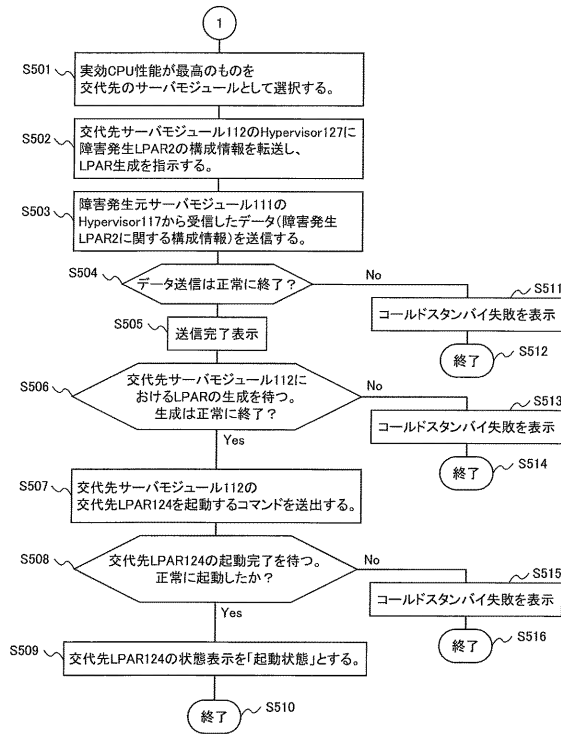 1
S501
実効CPU性能が最高のものを
交代先のサーバモジュールとして選択する。
S502
交代先サーバモジュール112のHypervisor127に
障害発生LPAR2の構成情報を転送し、
LPAR生成を指示する。
S503
障害発生元サーバモジュール111の
Hypervisor117から受信したデータ(障害発生
LPAR2に関する構成情報)を送信する。
S504
データ送信は正常に終了？
No
S511
コールドスタンバイ失敗を表示
S505
送信完了表示
終了
S512
S506
交代先サーバモジュール112に
おけるLPARの生成を待つ。
生成は正常に終了？
No
S513
コールドスタンバイ失敗を表示
Yes
終了
S514
S507
交代先サーバモジュール112の
交代先LPAR124を起動するコマンドを送出する。
S508
交代先LPAR124の起動完了を待つ。
正常に起動したか？
No
S515
コールドスタンバイ失敗を表示
Yes
終了
S516
S509
交代先LPAR124の状態表示を「起動状態」とする。
終了
S510